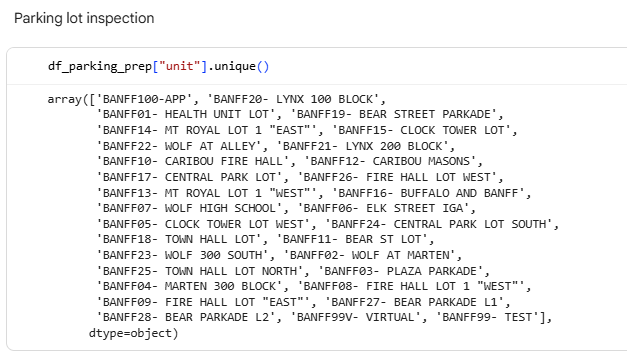 Parking lot inspection
df_parking_prep["unit"].unique()
array(['BANFF100-APP', 'BANFF20- LYNX 100 BLOCK',
'BANFF01- HEALTH UNIT LOT', 'BANFF19- BEAR STREET PARKADE',
'BANFF14- MT ROYAL LOT 1 "EAST"', 'BANFF15- CLOCK TOWER LOT',
'BANFF22- WOLF AT ALLEY', 'BANFF21- LYNX 200 BLOCK',
'BANFF10- CARIBOU FIRE HALL', 'BANFF12- CARIBOU MASONS',
'BANFF17- CENTRAL PARK LOT', 'BANFF26- FIRE HALL LOT WEST',
'BANFF13- MT ROYAL LOT 1 "WEST"', 'BANFF16- BUFFALO AND BANFF',
'BANFF07- WOLF HIGH SCHOOL', 'BANFF06- ELK STREET IGA',
'BANFF05- CLOCK TOWER LOT WEST', 'BANFF24- CENTRAL PARK LOT SOUTH',
'BANFF18- TOWN HALL LOT', 'BANFF11- BEAR ST LOT',
'BANFF23- WOLF 300 SOUTH', 'BANFF02- WOLF AT MARTEN',
'BANFF25- TOWN HALL LOT NORTH', 'BANFF03- PLAZA PARKADE',
'BANFF04- MARTEN 300 BLOCK', 'BANFF08- FIRE HALL LOT 1 "WEST"',
'BANFF09- FIRE HALL LOT "EAST"', 'BANFF27- BEAR PARKADE L1',
'BANFF28- BEAR PARKADE L2', 'BANFF99V- VIRTUAL', 'BANFF99- TEST'],
dtype=object)